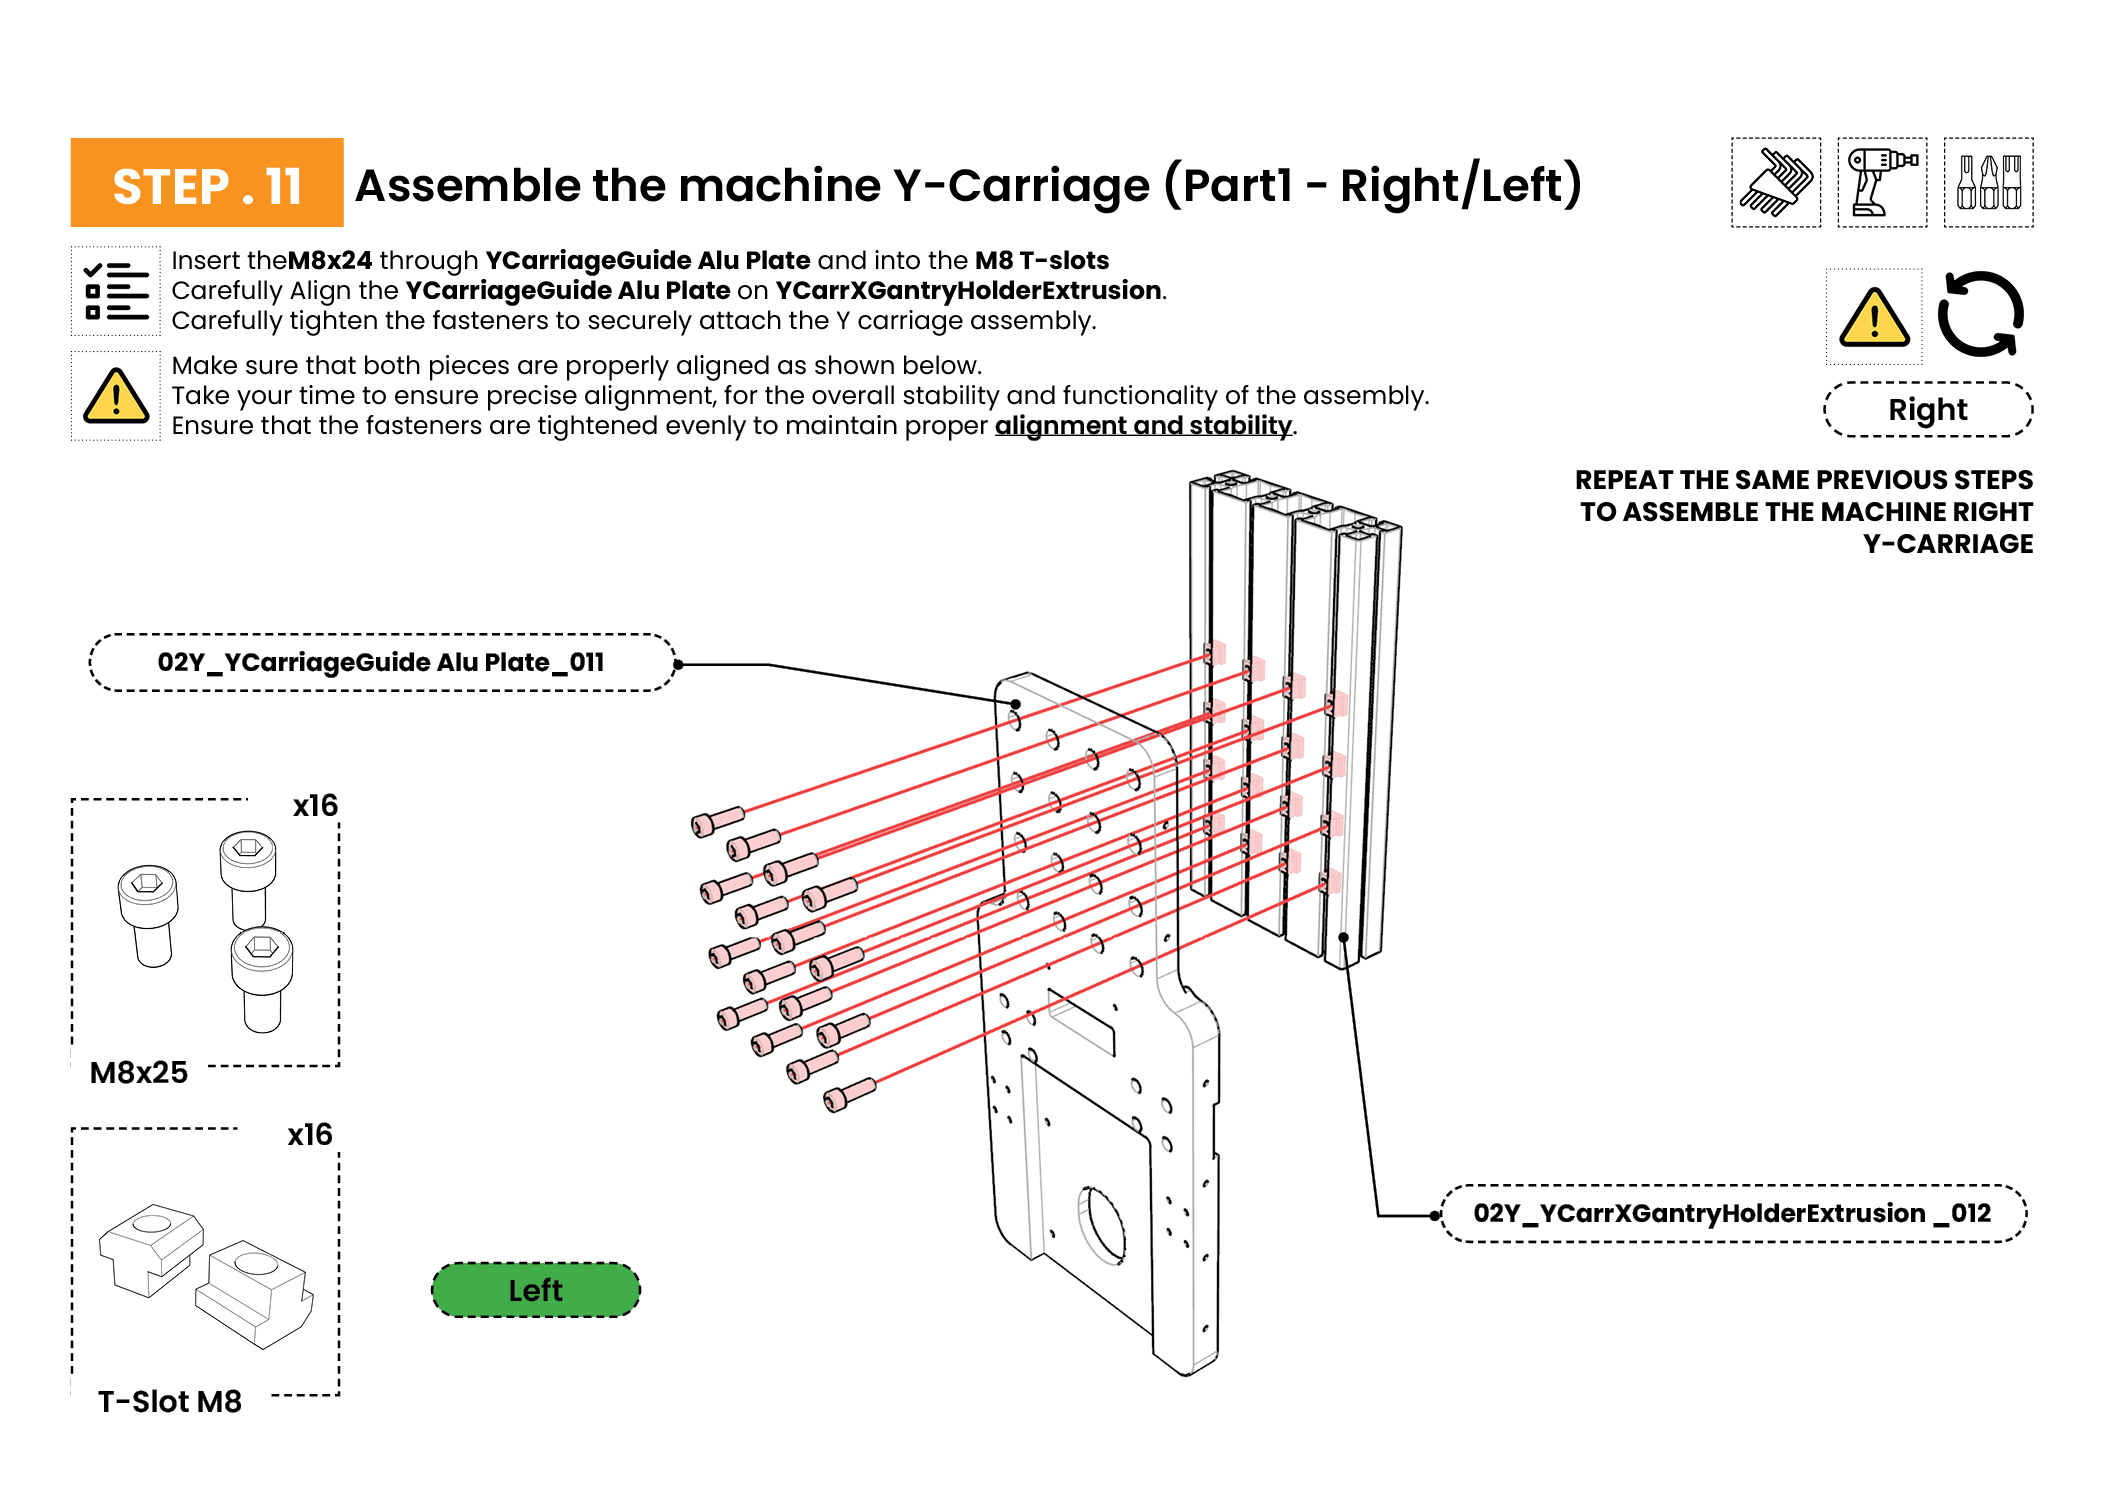 STEP . 11
Assemble the machine Y-Carriage (Part1 - Right/Left)
Insert theM8x24 through YCarriageGuide Alu Plate and into the M8 T-slots
Carefully Align the YCarriageGuide Alu Plate on YCarrXGantryHolderExtrusion.
Carefully tighten the fasteners to securely attach the Y carriage assembly.
Make sure that both pieces are properly aligned as shown below.
Take your time to ensure precise alignment, for the overall stability and functionality of the assembly.
Ensure that the fasteners are tightened evenly to maintain proper alignment and stability.
Right
REPEAT THE SAME PREVIOUS STEPS
TO ASSEMBLE THE MACHINE RIGHT
Y-CARRIAGE
02Y_YCarriageGuide Alu Plate_011
x16
M8x25
x16
T-Slot M8
Left
02Y_YCarrXGantryHolderExtrusion _012